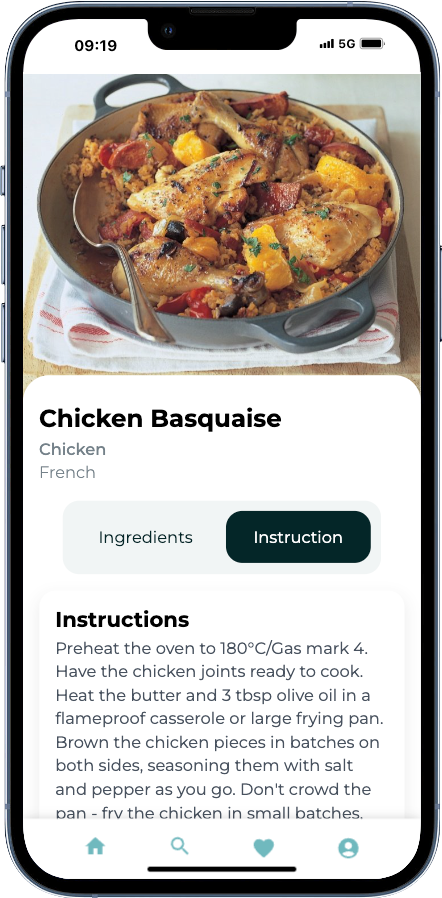 09:19
5G
Chicken Basquaise
Chicken
French
Ingredients
Instruction
Instructions
Preheat the oven to 180°C/Gas mark 4.
Have the chicken joints ready to cook.
Heat the butter and 3 tbsp olive oil in a
flameproof casserole or large frying pan.
Brown the chicken pieces in batches on
both sides, seasoning them with salt
and pepper as you go. Don't crowd the
pan - fry the chicken in small batches,